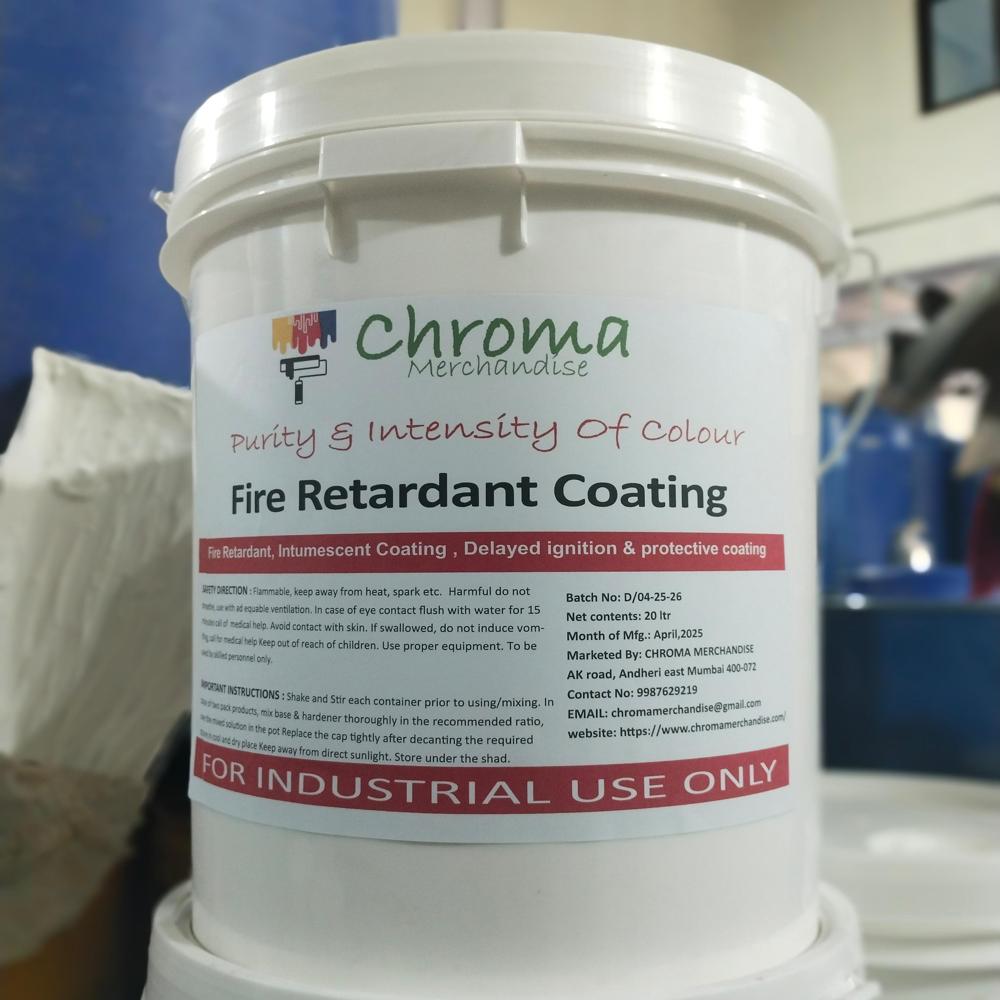 Chroma
Merchandise
Purity & Intensity Of Colour
Fire Retardant Coating
Fire Retardant, Intumescent Coating , Delayed ignition & protective coating
SAFETY DIRECTION : Flammable, keep away from heat, spark etc. Harmful do not
use with ad equable ventilation. In case of eye contact flush with water for 15
call of medical help. Avoid contact with skin. If swallowed, do not induce vom-
call for medical help Keep out of reach of children. Use proper equipment. To be
by skilled personnel only.
IMPORTANT INSTRUCTIONS : Shake and Stir each container prior to using/mixing. In
of two pack products, mix base & hardener thoroughly in the recommended ratio,
the mixed solution in the pot Replace the cap tightly after decanting the required
in cool and dry place Keep away from direct sunlight. Store under the shad.
Batch No: D/04-25-26
Net contents: 20 ltr
Month of Mfg.: April,2025
Marketed By: CHROMA MERCHANDISE
AK road, Andheri east Mumbai 400-072
Contact No: 9987629219
EMAIL: chromamerchandise@gmail.com
website: https://www.chromamerchandise.com/
FOR INDUSTRIAL USE ONLY